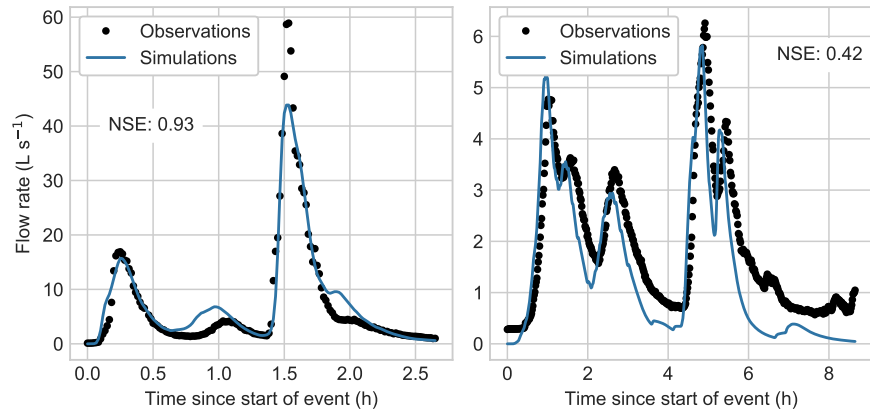 Observations
Simulations
NSE: 0.93
60
50
40
30
20
10
0
Flow rate (L s⁻¹)
0.0 0.5 1.0 1.5 2.0 2.5
Time since start of event (h)
Observations
Simulations
NSE: 0.42
6
5
4
3
2
1
0
0 2 4 6 8
Time since start of event (h)